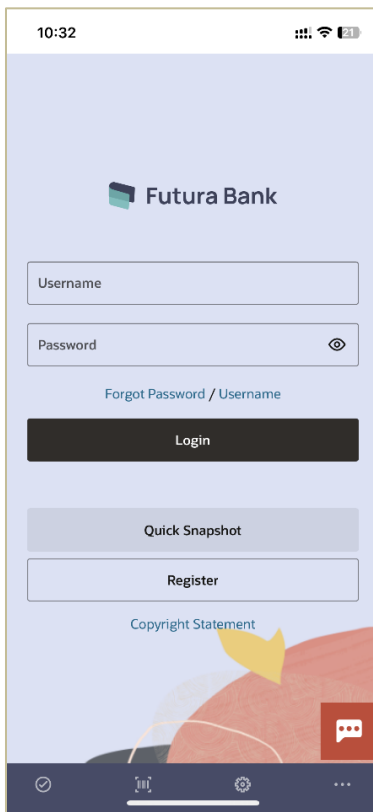 10:32
21
Futura Bank
Username
Password
Forgot Password / Username
Login
Quick Snapshot
Register
Copyright Statement